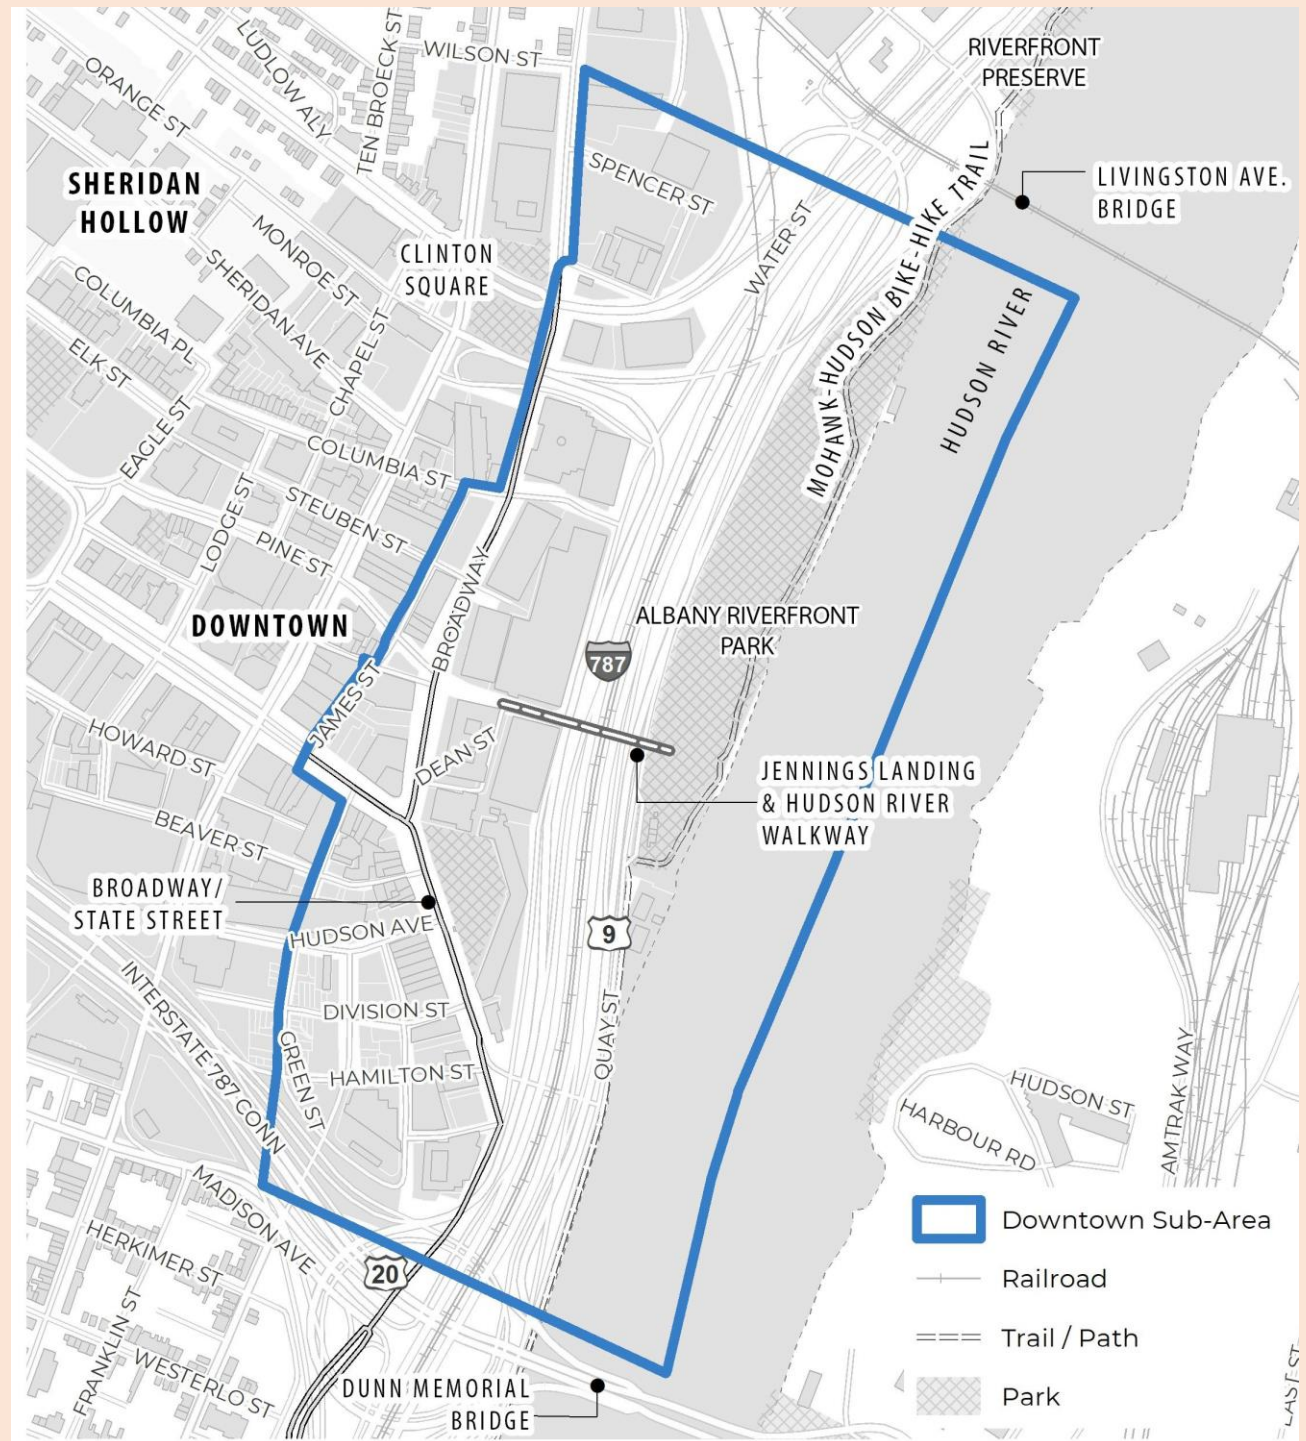 WILSON ST
RIVERFRONT
PRESERVE
LUDLOW ALY
TEN BROECK ST
ORANGE ST
SHERIDAN
HOLLOW
SPENCER ST
LIVINGSTON AVE.
BRIDGE
MONROE ST
CLINTON
SQUARE
WATER ST
MOHAWK-HUDSON BIKE-HIKE TRAIL
SHERIDAN AVE
COLUMBIA PL
ELK ST
CHAPEL ST
HUDSON RIVER
EAGLE ST
COLUMBIA ST
LODGE ST
STEUBEN ST
PINE ST
DOWNTOWN
BROADWAY
ALBANY RIVERFRONT
PARK
787
JAMES ST
HOWARD ST
DEAN ST
JENNINGS LANDING
& HUDSON RIVER
WALKWAY
BEAVER ST
BROADWAY/
STATE STREET
HUDSON AVE
9
INTERSTATE 787 CONN
DIVISION ST
GREEN ST
QUAY ST
HAMILTON ST
HUDSON ST
HARBOUR RD
AMTRAK WAY
MADISON AVE
HERKIMER ST
20
FRANKLIN ST
WESTERLO ST
DUNN MEMORIAL
BRIDGE
Downtown Sub-Area
Railroad
Trail / Path
Park
EAST ST